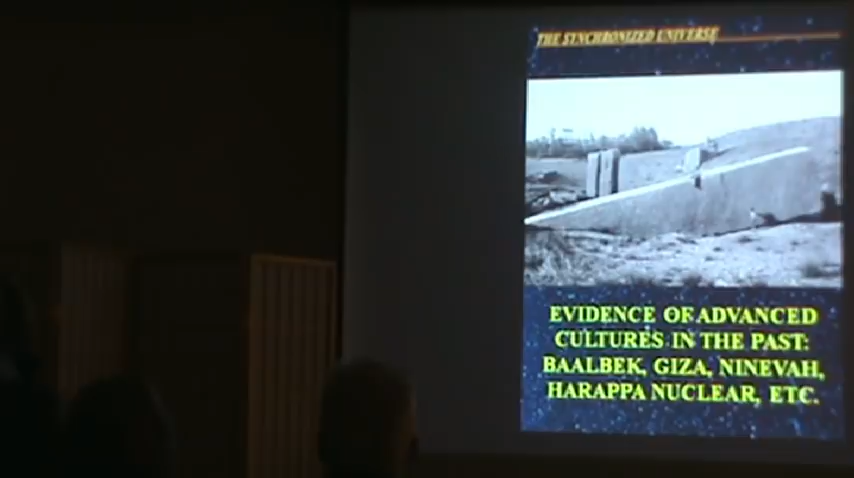 THE SYNCHRONIZED UNIVERSE
EVIDENCE OF ADVANCED
CULTURES IN THE PAST:
BAALBEK, GIZA, NINEVAH,
HARAPPA NUCLEAR, ETC.